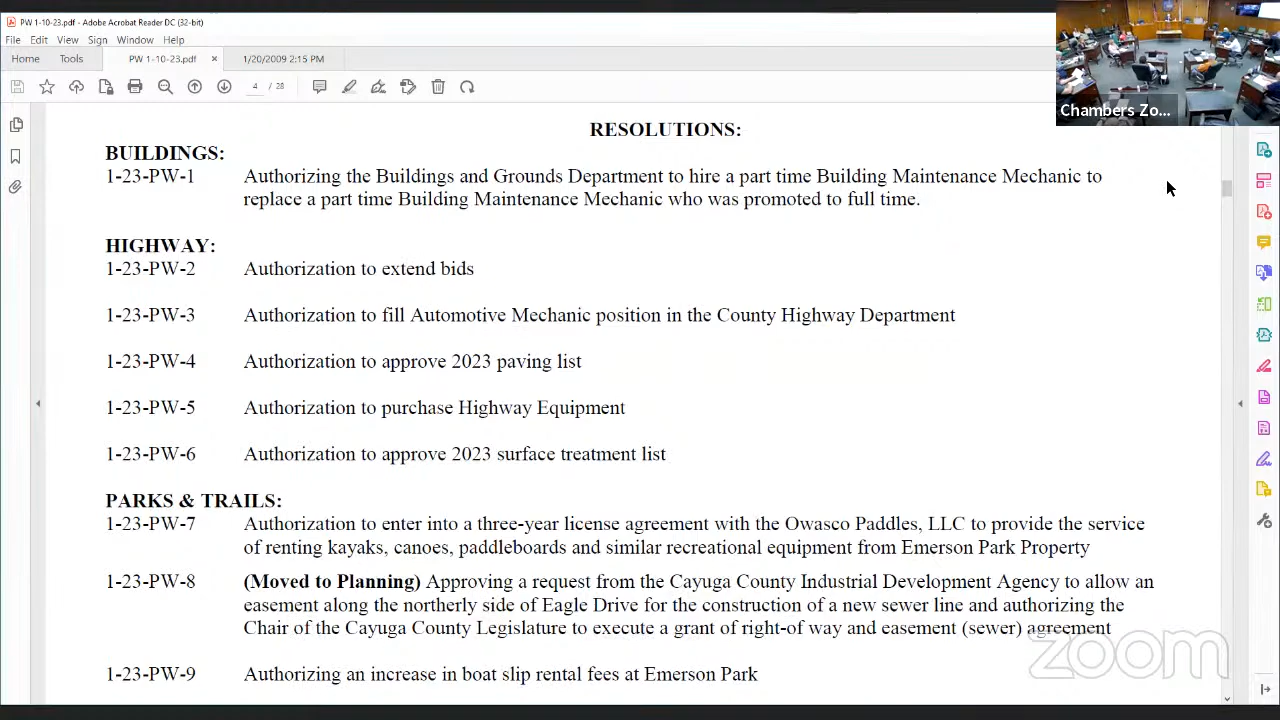 PW 1-10-23.pdf - Adobe Acrobat Reader DC (32-bit)
File Edit View Sign Window Help
Home Tools PW 1-10-23.pdf × 1/20/2009 2:15 PM
4 / 28
Chambers Zo...
RESOLUTIONS:
BUILDINGS:
1-23-PW-1 Authorizing the Buildings and Grounds Department to hire a part time Building Maintenance Mechanic to
replace a part time Building Maintenance Mechanic who was promoted to full time.
HIGHWAY:
1-23-PW-2 Authorization to extend bids
1-23-PW-3 Authorization to fill Automotive Mechanic position in the County Highway Department
1-23-PW-4 Authorization to approve 2023 paving list
1-23-PW-5 Authorization to purchase Highway Equipment
1-23-PW-6 Authorization to approve 2023 surface treatment list
PARKS & TRAILS:
1-23-PW-7 Authorization to enter into a three-year license agreement with the Owasco Paddles, LLC to provide the service
of renting kayaks, canoes, paddleboards and similar recreational equipment from Emerson Park Property
1-23-PW-8 (Moved to Planning) Approving a request from the Cayuga County Industrial Development Agency to allow an
easement along the northerly side of Eagle Drive for the construction of a new sewer line and authorizing the
Chair of the Cayuga County Legislature to execute a grant of right-of way and easement (sewer) agreement
1-23-PW-9 Authorizing an increase in boat slip rental fees at Emerson Park
zoom